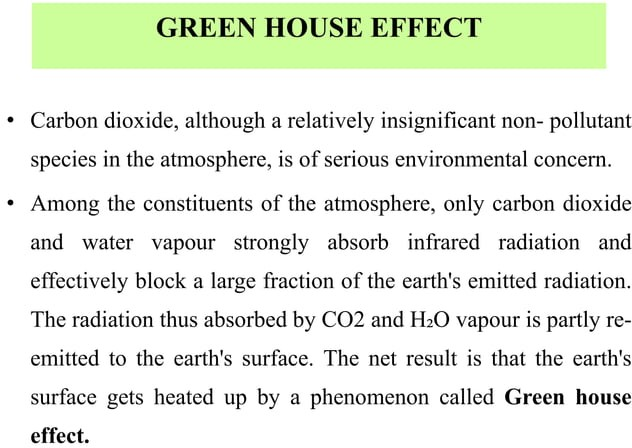 GREEN HOUSE EFFECT
• Carbon dioxide, although a relatively insignificant non- pollutant
species in the atmosphere, is of serious environmental concern.
• Among the constituents of the atmosphere, only carbon dioxide
and water vapour strongly absorb infrared radiation and
effectively block a large fraction of the earth's emitted radiation.
The radiation thus absorbed by CO2 and H₂O vapour is partly re-
emitted to the earth's surface. The net result is that the earth's
surface gets heated up by a phenomenon called Green house
effect.